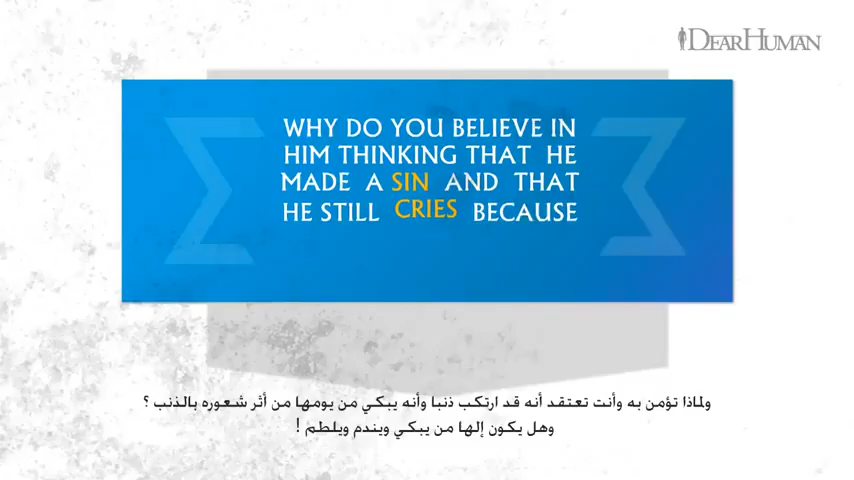 DEARHUMAN
WHY DO YOU BELIEVE IN
HIM THINKING THAT HE
MADE A SIN AND THAT
HE STILL CRIES BECAUSE
ولماذا تؤمن به وأنت تعتقد أنه قد ارتكب ذنبا وأنه يبكي من يومها من أثر شعوره بالذنب ؟
وهل يكون إلها من يبكي ويندم ويلطم !